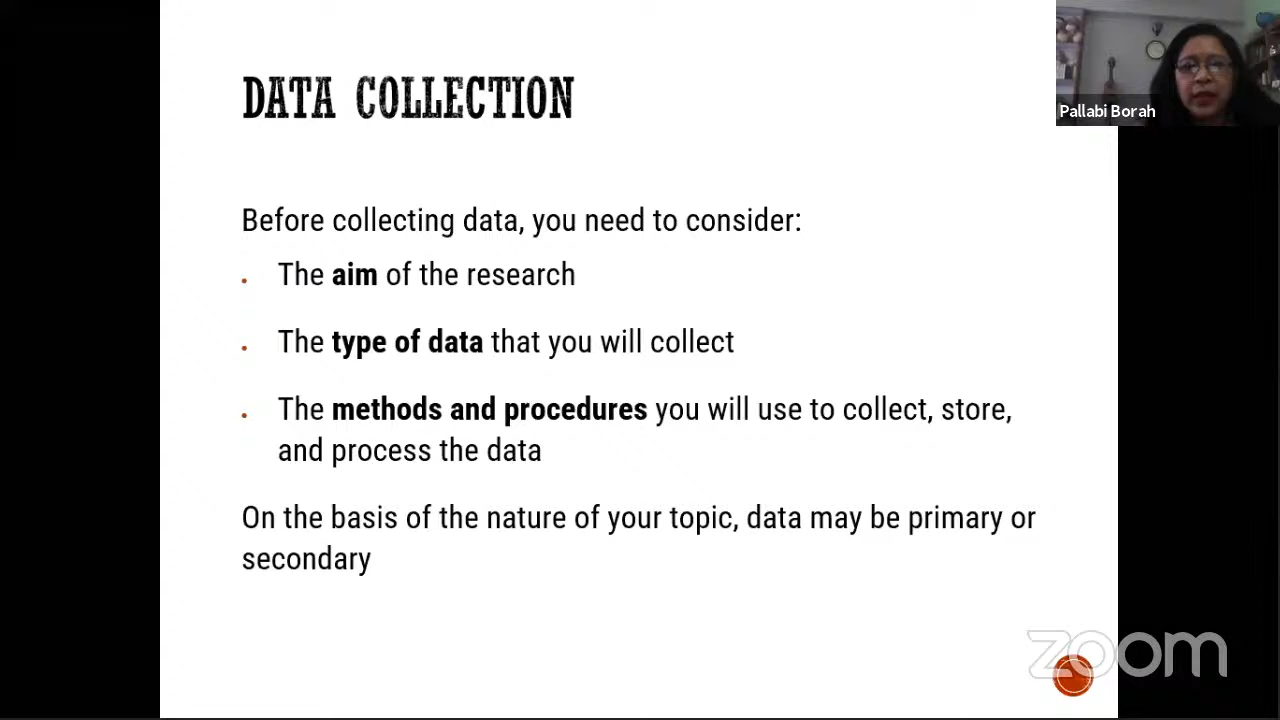 DATA COLLECTION
Pallabi Borah
Before collecting data, you need to consider:
The aim of the research
The type of data that you will collect
The methods and procedures you will use to collect, store,
and process the data
On the basis of the nature of your topic, data may be primary or
secondary
zoom